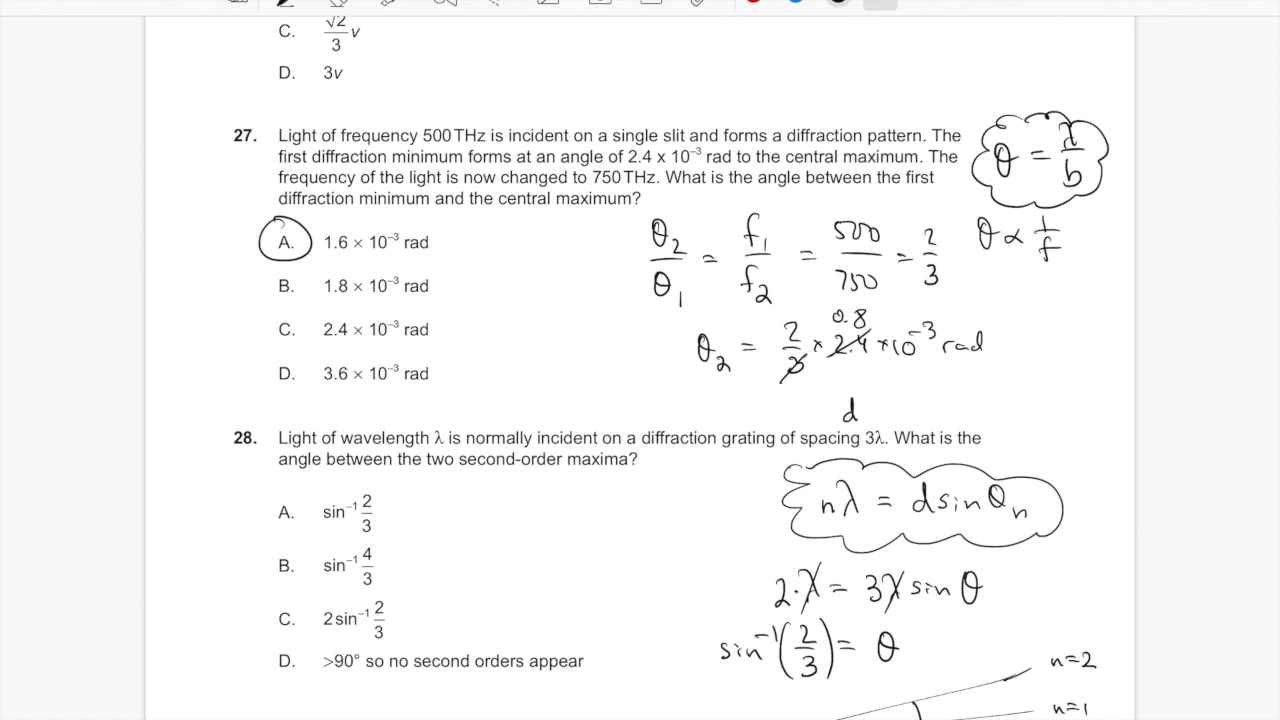 C. √2/3 v
D. 3v
27. Light of frequency 500 THz is incident on a single slit and forms a diffraction pattern. The
first diffraction minimum forms at an angle of 2.4 x 10⁻³ rad to the central maximum. The
frequency of the light is now changed to 750 THz. What is the angle between the first
diffraction minimum and the central maximum?
θ = λ/b
A. 1.6 × 10⁻³ rad
θ₂/θ₁ = f₁/f₂ = 500/750 = 2/3
θ ∝ 1/f
B. 1.8 × 10⁻³ rad
C. 2.4 × 10⁻³ rad
0.8
θ₂ = 2/3 × 2.4 × 10⁻³ rad
D. 3.6 × 10⁻³ rad
d
28. Light of wavelength λ is normally incident on a diffraction grating of spacing 3λ. What is the
angle between the two second-order maxima?
A. sin⁻¹ 2/3
nλ = d sin θₙ
B. sin⁻¹ 4/3
2·λ = 3λ sin θ
C. 2 sin⁻¹ 2/3
sin⁻¹(2/3) = θ
D. >90° so no second orders appear
n=2
n=1